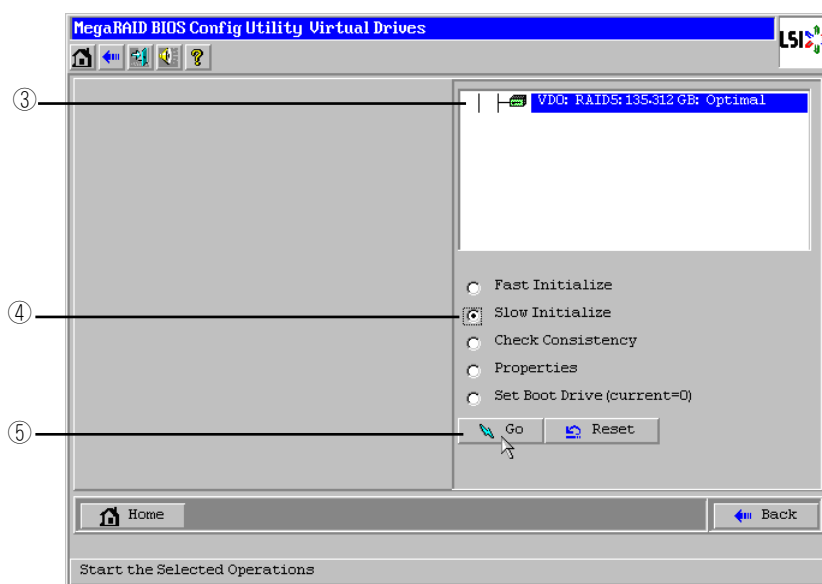 MegaRAID BIOS Config Utility Virtual Drives
LSI
③
VD0: RAID5: 135.312 GB: Optimal
Fast Initialize
④
Slow Initialize
Check Consistency
Properties
Set Boot Drive (current=0)
⑤
Go
Reset
Home
Back
Start the Selected Operations